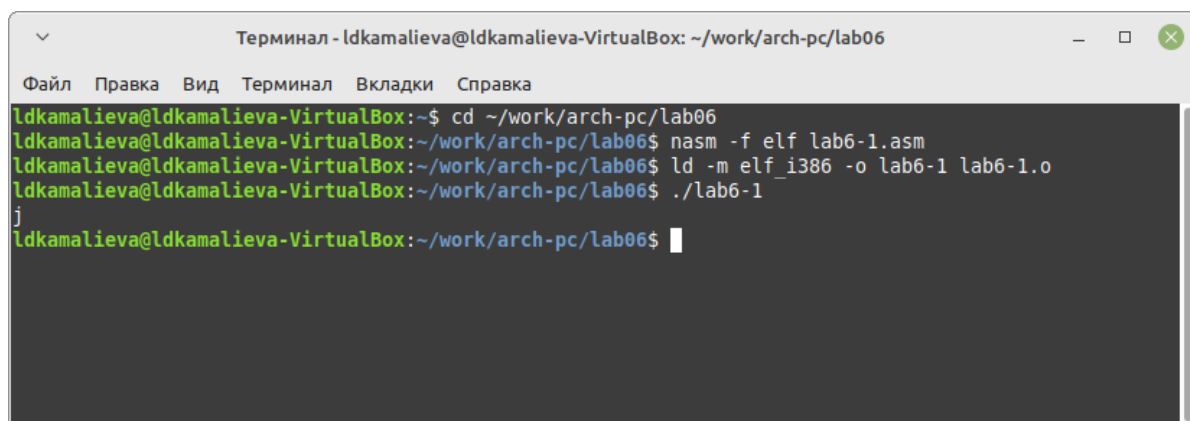 Терминал - ldkamalieva@ldkamalieva-VirtualBox: ~/work/arch-pc/lab06
Файл Правка Вид Терминал Вкладки Справка
ldkamalieva@ldkamalieva-VirtualBox:~$ cd ~/work/arch-pc/lab06
ldkamalieva@ldkamalieva-VirtualBox:~/work/arch-pc/lab06$ nasm -f elf lab6-1.asm
ldkamalieva@ldkamalieva-VirtualBox:~/work/arch-pc/lab06$ ld -m elf_i386 -o lab6-1 lab6-1.o
ldkamalieva@ldkamalieva-VirtualBox:~/work/arch-pc/lab06$ ./lab6-1
j
ldkamalieva@ldkamalieva-VirtualBox:~/work/arch-pc/lab06$